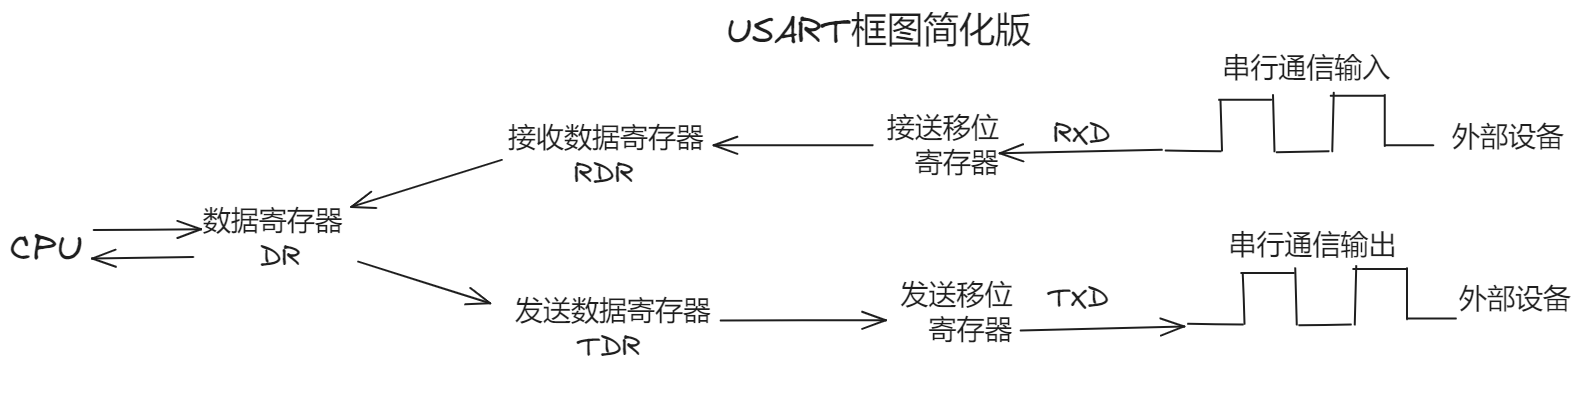 USART框图简化版
串行通信输入
接收数据寄存器
RDR
接送移位
寄存器
RXD
外部设备
CPU
数据寄存器
DR
串行通信输出
发送数据寄存器
TDR
发送移位
寄存器
TXD
外部设备